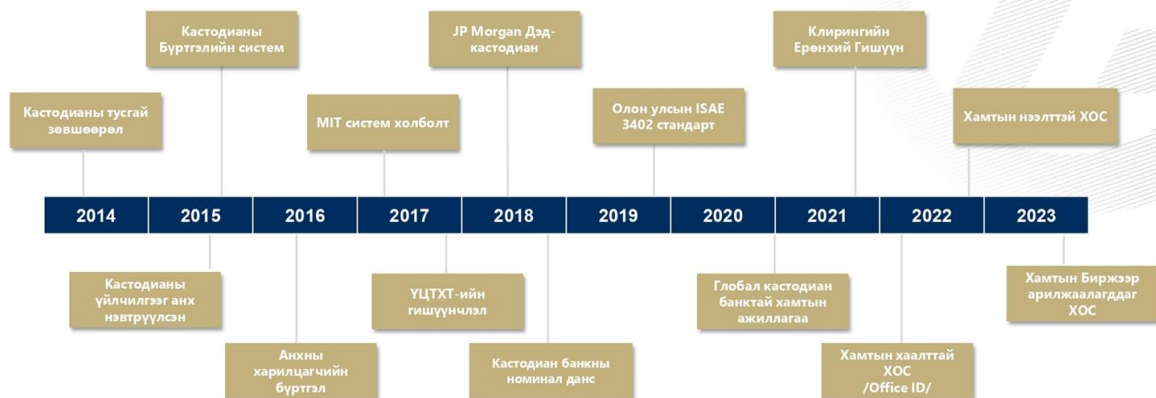 Кастодианы
Бүртгэлийн систем
JP Morgan Дэд-
кастодиан
Клирингийн
Ерөнхий Гишүүн
Кастодианы тусгай
зөвшөөрөл
MIT систем холболт
Олон улсын ISAE
3402 стандарт
Хамтын нээлттэй ХОС
2014 2015 2016 2017 2018 2019 2020 2021 2022 2023
Кастодианы
үйлчилгээг анх
нэвтрүүлсэн
ҮЦТХТ-ийн
гишүүнчлэл
Глобал кастодиан
банктай хамтын
ажиллагаа
Хамтын Биржээр
арилжаалагддаг
ХОС
Анхны
харилцагчийн
бүртгэл
Кастодиан банкны
номинал данс
Хамтын хаалттай
ХОС
/Office ID/